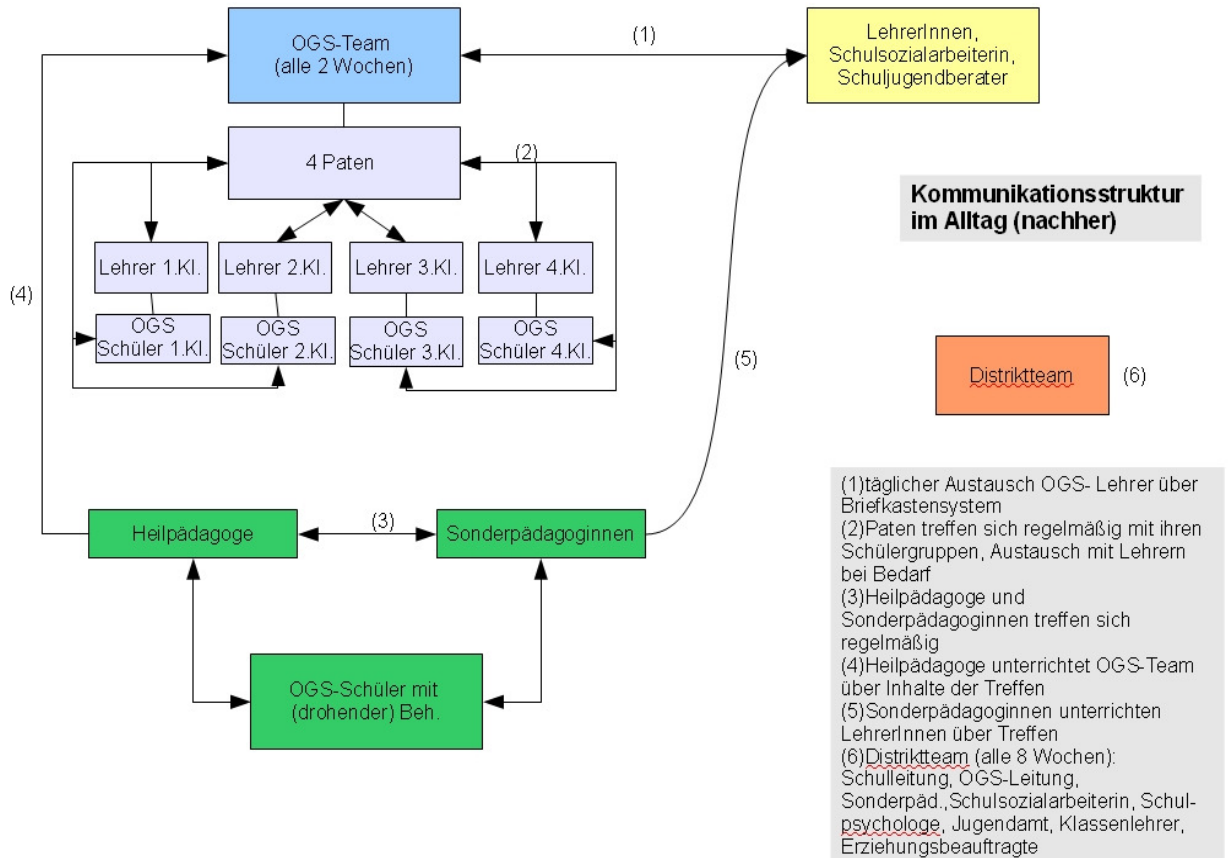 OGS-Team
(alle 2 Wochen)
(1)
LehrerInnen,
Schulsozialarbeiterin,
Schuljugendberater
4 Paten
(2)
Kommunikationsstruktur
im Alltag (nachher)
Lehrer 1.Kl.
Lehrer 2.Kl.
Lehrer 3.Kl.
Lehrer 4.Kl.
(4)
OGS
Schüler 1.Kl.
OGS
Schüler 2.Kl.
OGS
Schüler 3.Kl.
OGS
Schüler 4.Kl.
(5)
Distriktteam
(6)
Heilpädagoge
(3)
Sonderpädagoginnen
OGS-Schüler mit
(drohender) Beh.
(1)täglicher Austausch OGS- Lehrer über
Briefkastensystem
(2)Paten treffen sich regelmäßig mit ihren
Schülergruppen, Austausch mit Lehrern
bei Bedarf
(3)Heilpädagoge und
Sonderpädagoginnen treffen sich
regelmäßig
(4)Heilpädagoge unterrichtet OGS-Team
über Inhalte der Treffen
(5)Sonderpädagoginnen unterrichten
LehrerInnen über Treffen
(6)Distriktteam (alle 8 Wochen):
Schulleitung, OGS-Leitung,
Sonderpäd.,Schulsozialarbeiterin, Schul-
psychologe, Jugendamt, Klassenlehrer,
Erziehungsbeauftragte